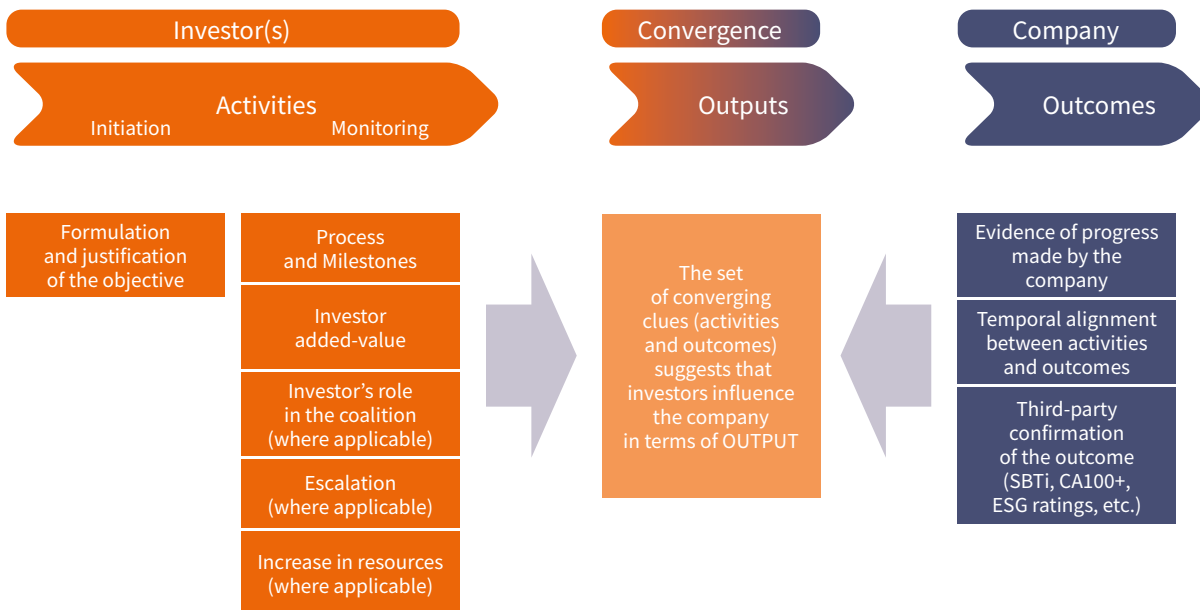 Investor(s)
Convergence
Company
Activities
Initiation
Monitoring
Outputs
Outcomes
Formulation
and justification
of the objective
Process
and Milestones
Investor
added-value
Investor’s role
in the coalition
(where applicable)
Escalation
(where applicable)
Increase in resources
(where applicable)
The set
of converging
clues (activities
and outcomes)
suggests that
investors influence
the company
in terms of OUTPUT
Evidence of progress
made by the
company
Temporal alignment
between activities
and outcomes
Third-party
confirmation
of the outcome
(SBTi, CA100+,
ESG ratings, etc.)